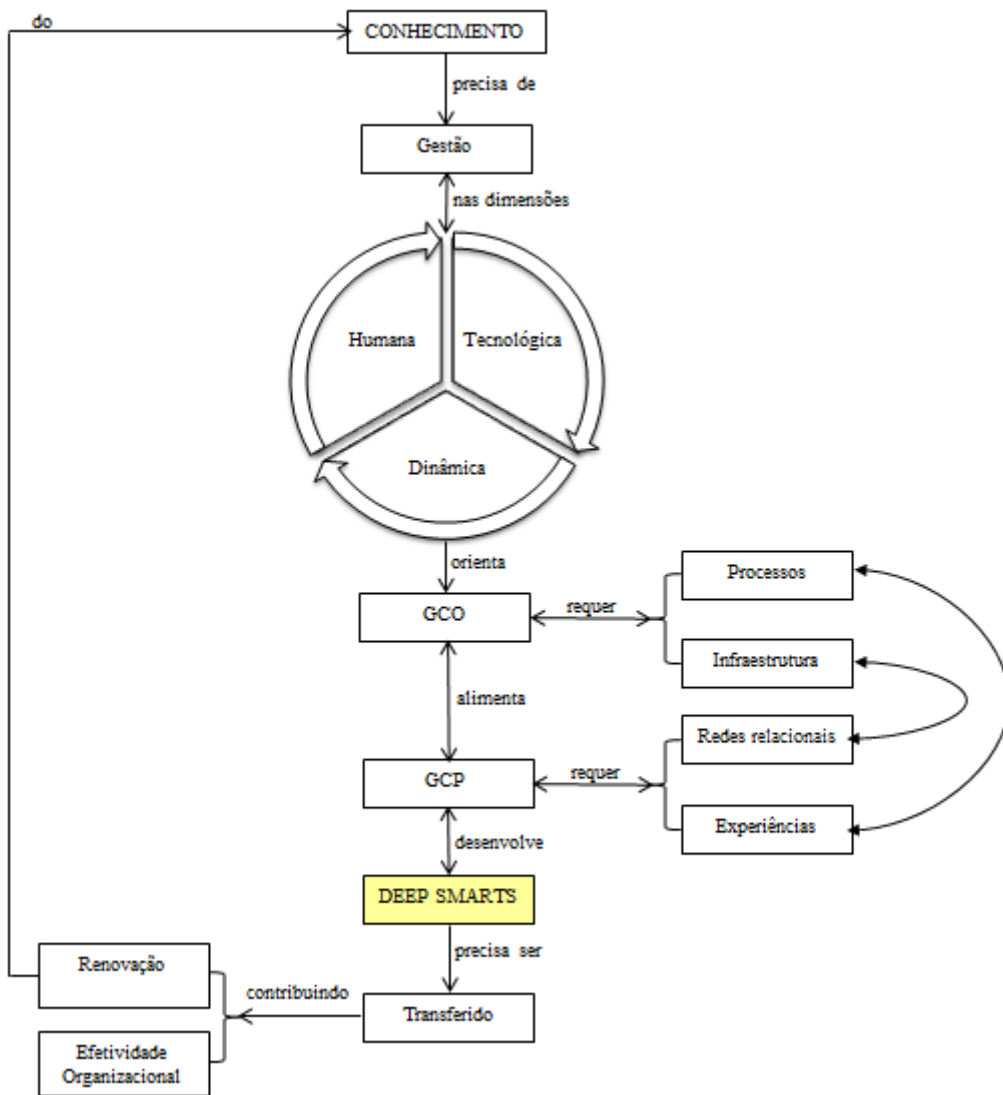 do
CONHECIMENTO
precisa de
Gestão
nas dimensões
Humana
Tecnológica
Dinâmica
orienta
GCO
requer
Processos
Infraestrutura
alimenta
Redes relacionais
GCP
requer
Experiências
desenvolve
DEEP SMARTS
precisa ser
Renovação
contribuindo
Transferido
Efetividade
Organizacional